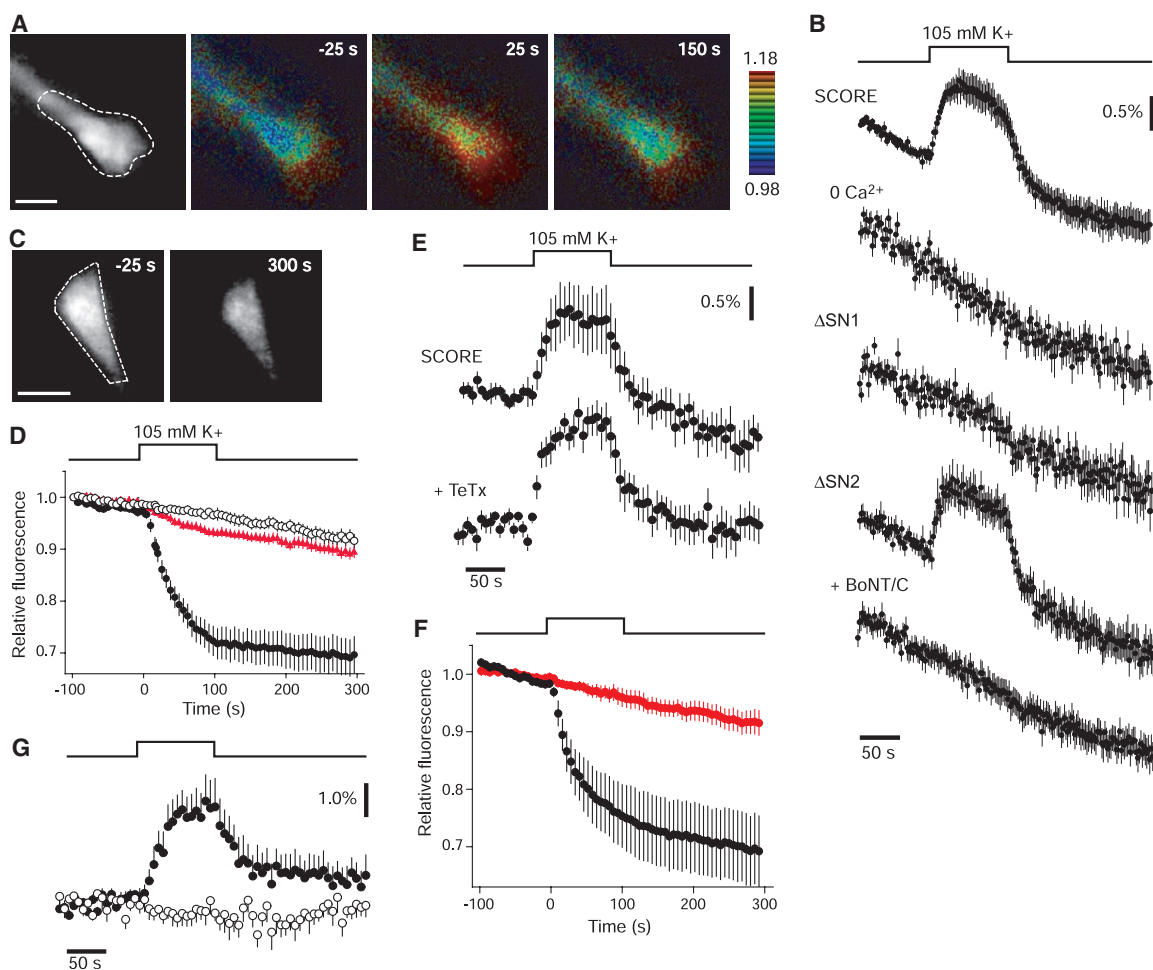 A
-25 s
25 s
150 s
1.18
0.98
B
105 mM K+
SCORE
0.5%
0 Ca²⁺
ΔSN1
ΔSN2
+ BoNT/C
50 s
C
-25 s
300 s
D
105 mM K+
Relative fluorescence
1.0
0.9
0.8
0.7
-100
0
100
200
300
Time (s)
E
105 mM K+
0.5%
SCORE
+ TeTx
50 s
F
Relative fluorescence
1.0
0.9
0.8
0.7
-100
0
100
200
300
Time (s)
G
1.0%
50 s